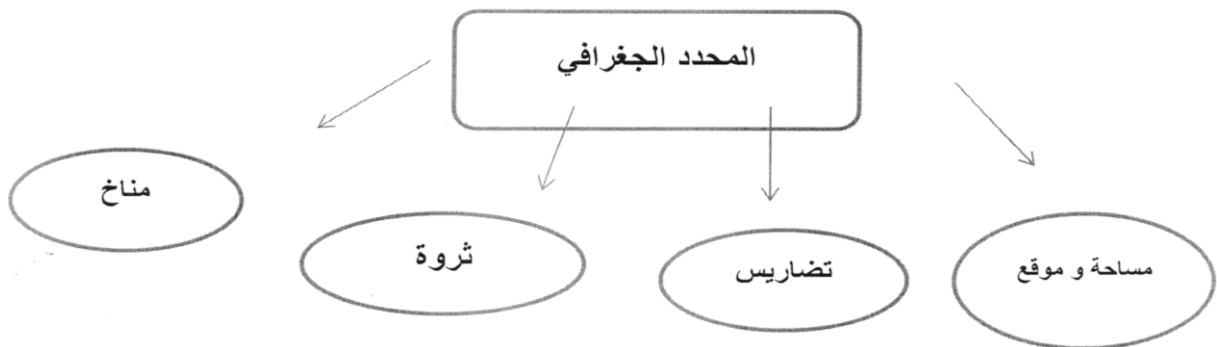 المحدد الجغرافي
مساحة و موقع
تضاريس
ثروة
مناخ